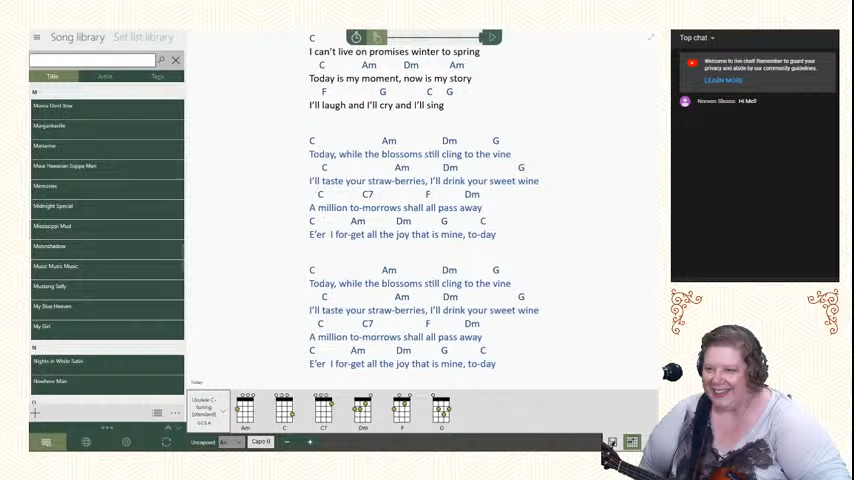 Song library Set list library
Title Artist Tags
M
Mama Dont Allow
Margaritaville
Marianne
Maui Hawaiian Suppa Man
Memories
Midnight Special
Mississippi Mud
Moonshadow
Music Music Music
Mustang Sally
My Blue Heaven
My Girl
N
Nights in White Satin
Nowhere Man
C
I can't live on promises winter to spring
C Am Dm Am
Today is my moment, now is my story
F G C G
I'll laugh and I'll cry and I'll sing
C Am Dm G
Today, while the blossoms still cling to the vine
C Am Dm G
I'll taste your straw-berries, I'll drink your sweet wine
C C7 F Dm
A million to-morrows shall all pass away
C Am Dm G C
E'er I for-get all the joy that is mine, to-day
C Am Dm G
Today, while the blossoms still cling to the vine
C Am Dm G
I'll taste your straw-berries, I'll drink your sweet wine
C C7 F Dm
A million to-morrows shall all pass away
C Am Dm G C
E'er I for-get all the joy that is mine, to-day
Today
Ukulele C-
tuning
(standard)
G C E A
Am C C7 Dm F G
Uncapoed Capo 0
Top chat
Welcome to live chat! Remember to guard your
privacy and abide by our community guidelines.
LEARN MORE
Hi Mel!